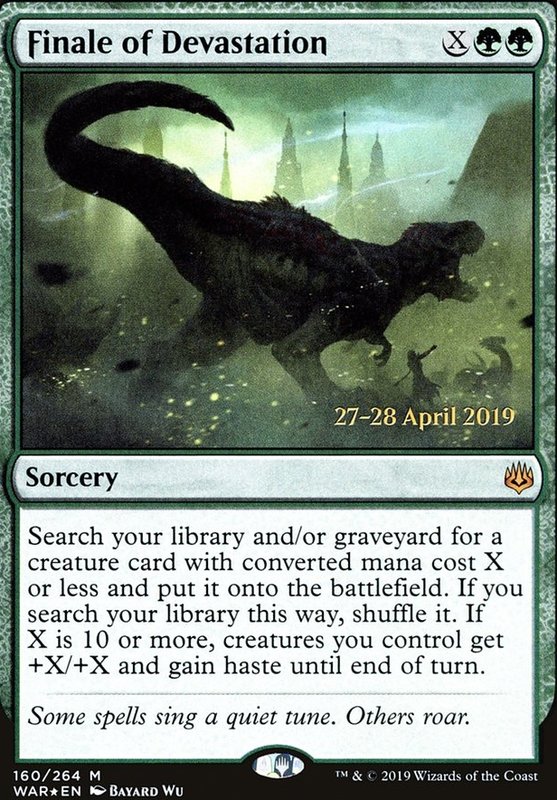 Finale of Devastation X
27–28 April 2019
Sorcery
Search your library and/or graveyard for a
creature card with converted mana cost X
or less and put it onto the battlefield. If you
search your library this way, shuffle it. If
X is 10 or more, creatures you control get
+X/+X and gain haste until end of turn.
Some spells sing a quiet tune. Others roar.
160/264 M
WAR★EN Bayard Wu
™ & © 2019 Wizards of the Coast